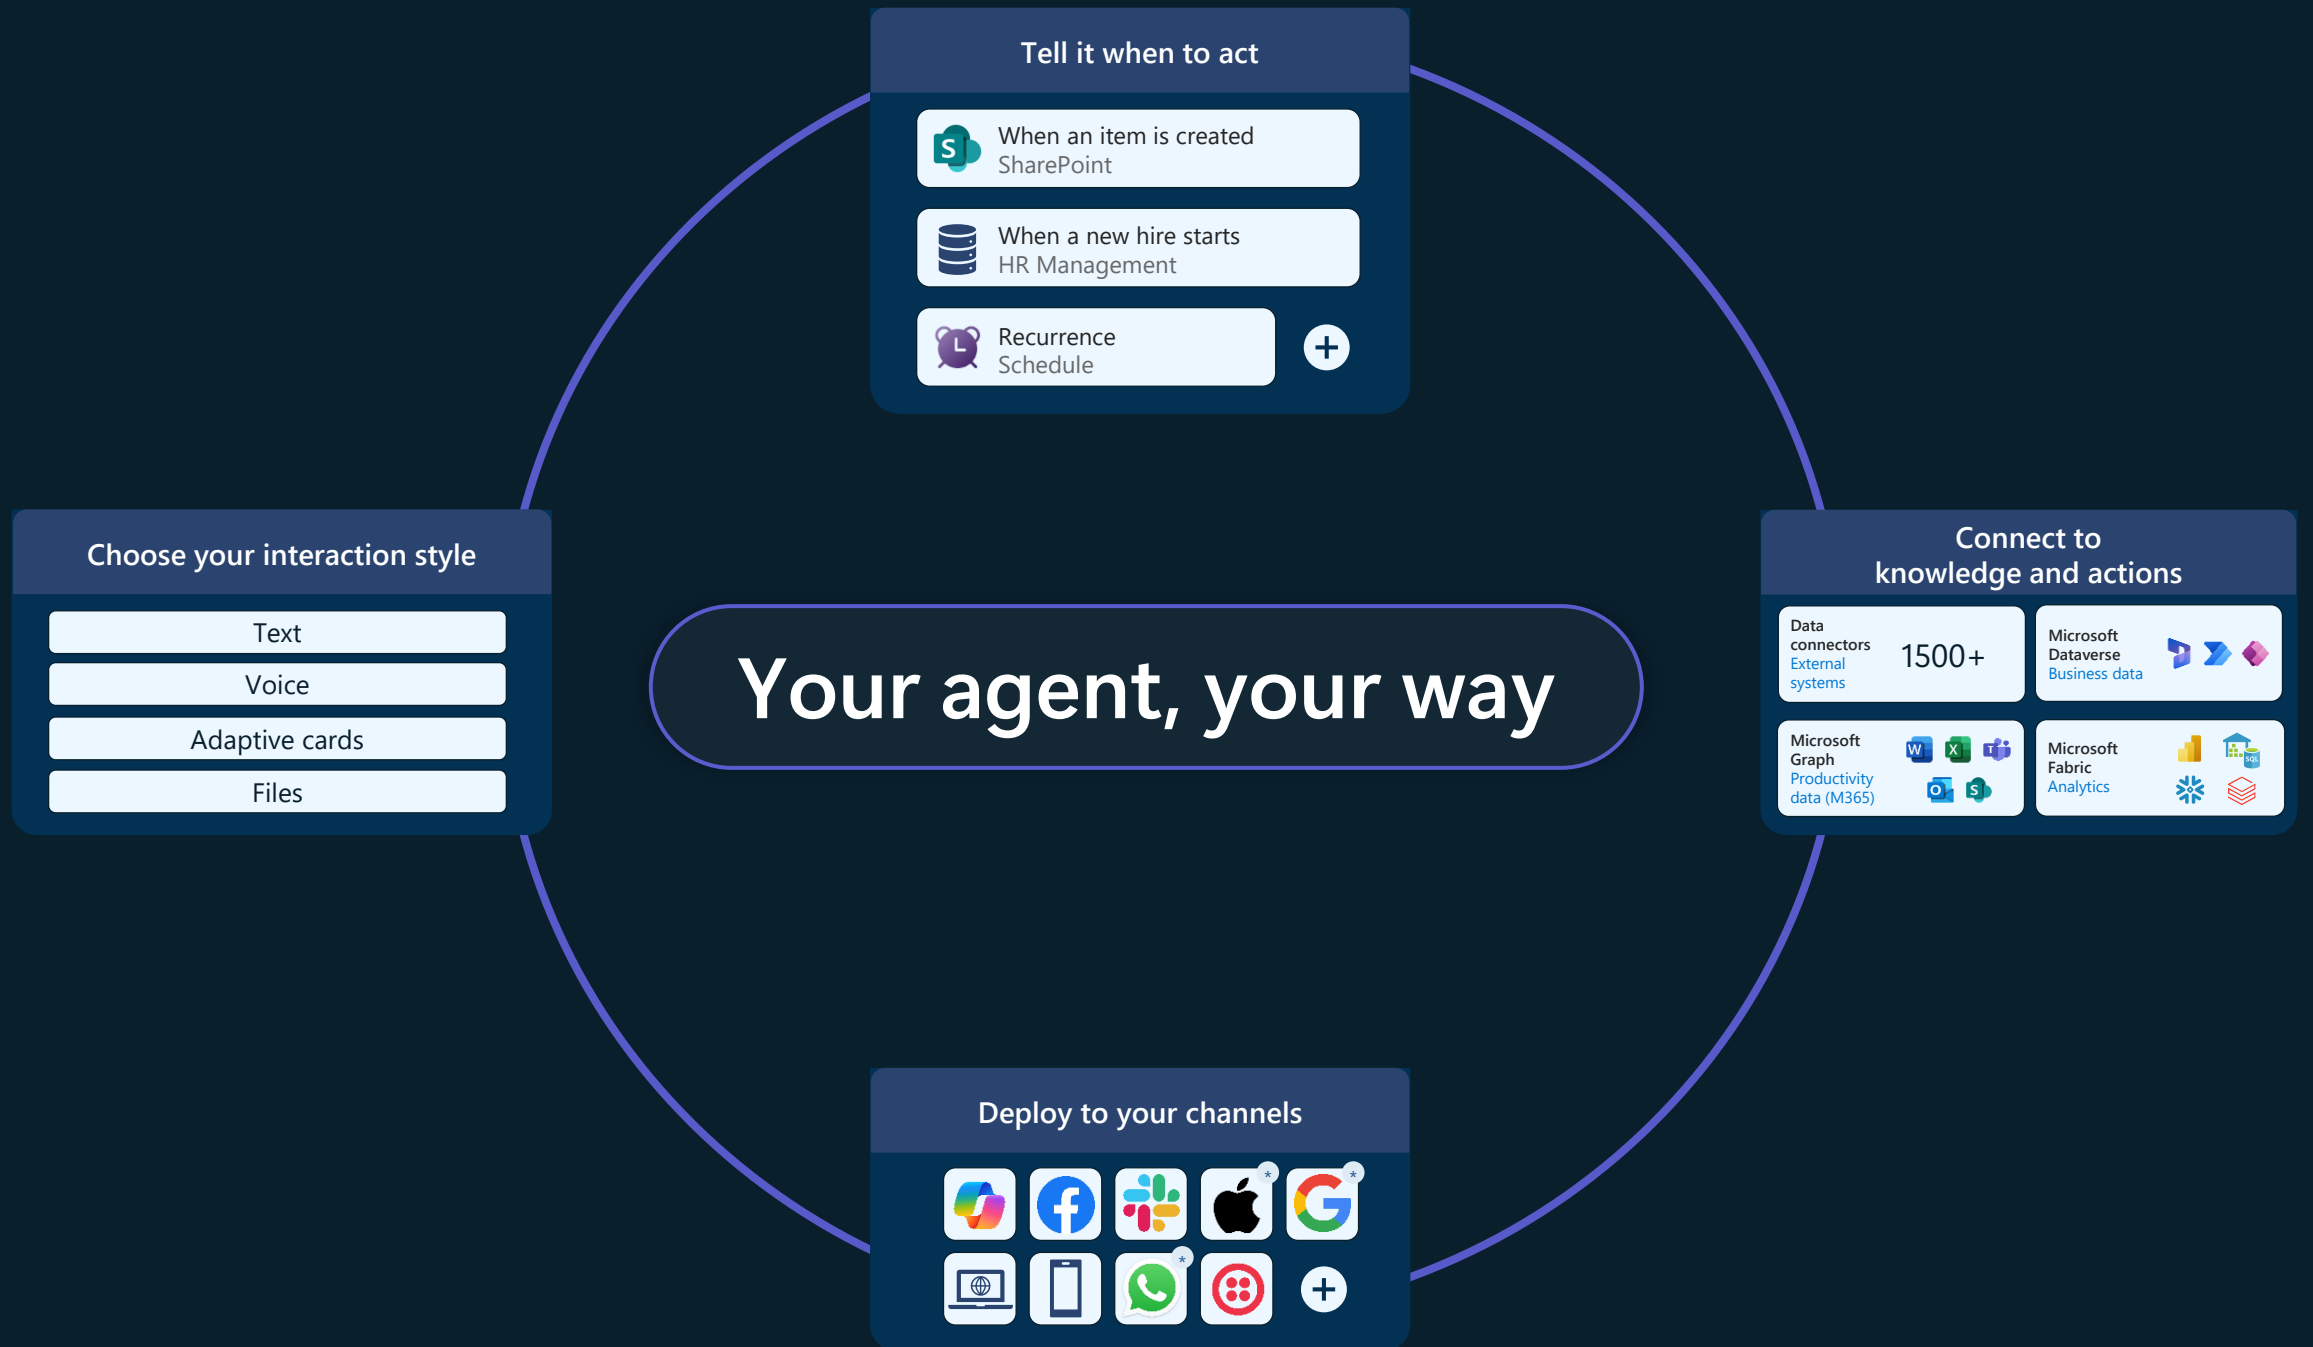 Tell it when to act
When an item is created
SharePoint
When a new hire starts
HR Management
Recurrence
Schedule
Choose your interaction style
Text
Voice
Adaptive cards
Files
Your agent, your way
Connect to
knowledge and actions
Data
connectors
External
systems
1500+
Microsoft
Dataverse
Business data
Microsoft
Graph
Productivity
data (M365)
Microsoft
Fabric
Analytics
SQL
Deploy to your channels
*
*
*